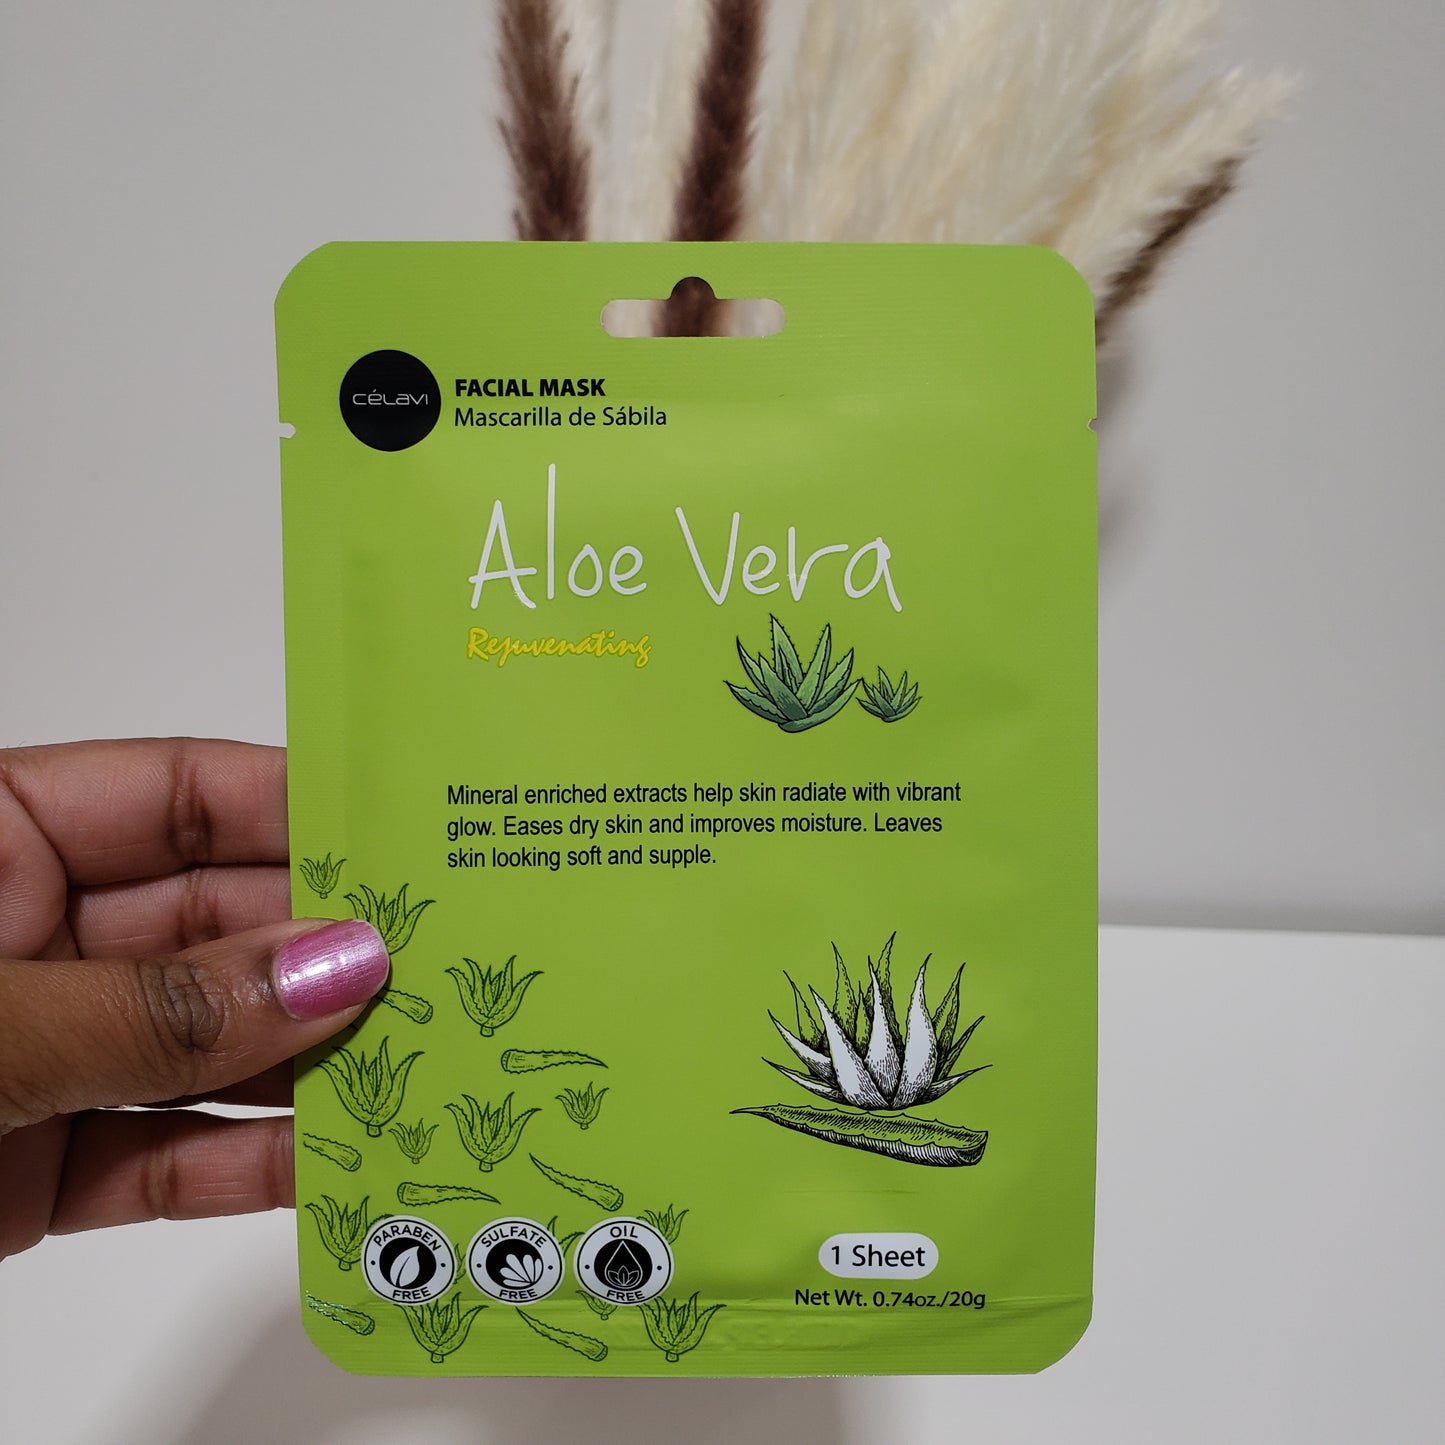 CÉLAVI
FACIAL MASK
Mascarilla de Sábila
Aloe Vera
Rejuvenating
Mineral enriched extracts help skin radiate with vibrant
glow. Eases dry skin and improves moisture. Leaves
skin looking soft and supple.
PARABEN
FREE
SULFATE
FREE
OIL
FREE
1 Sheet
Net Wt. 0.74oz./20g